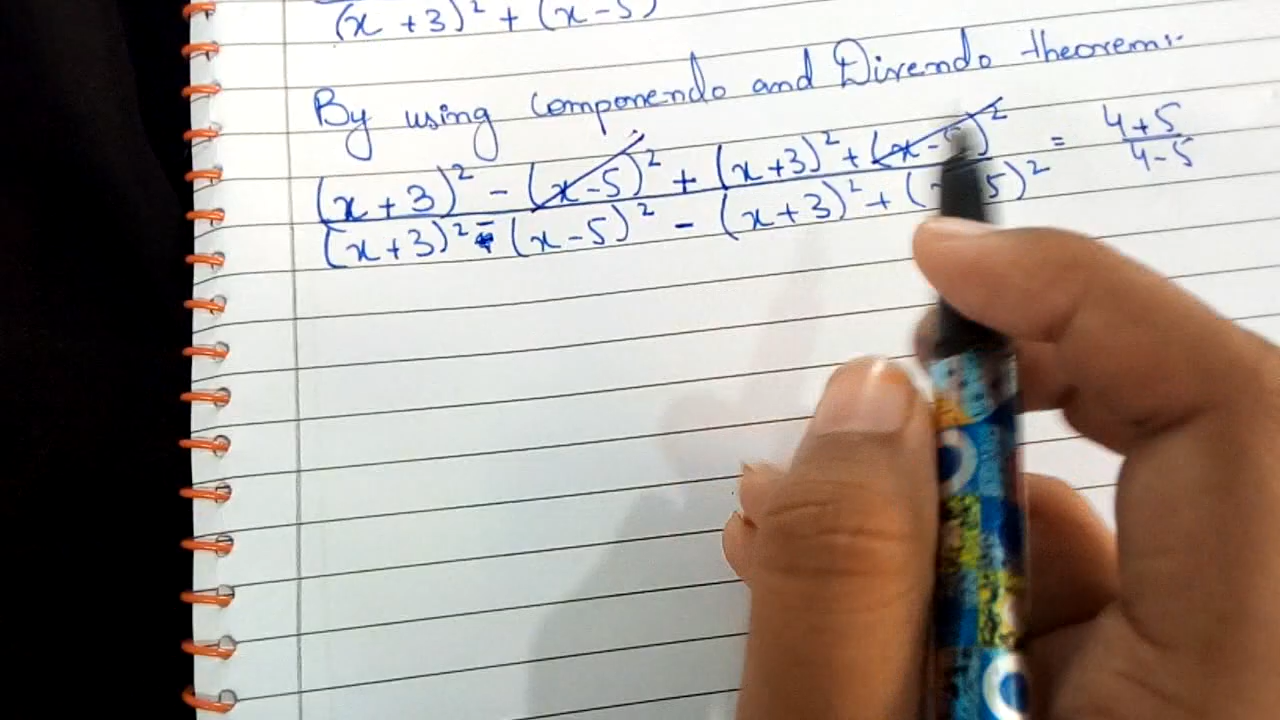 (x+3)² + (x-5)
By using Componendo and Divendo theorem:-
(x+3)² - (x-5)² + (x+3)² + (x-5)² = 4+5
(x+3)² - (x-5)² - (x+3)² + (x-5)² 4-5